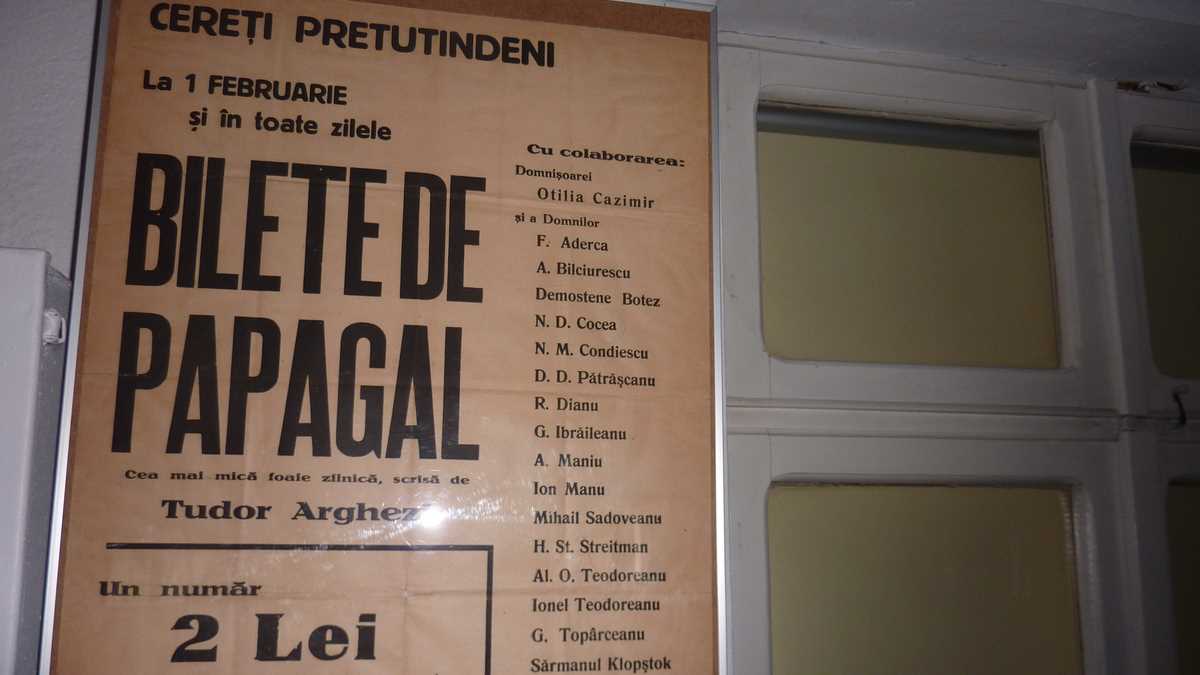 CEREȚI PRETUTINDENI
La 1 FEBRUARIE
și în toate zilele
BILETE DE
PAPAGAL
Cea mai mică foaie zilnică, scrisă de
Tudor Arghezi
Un număr
2 Lei
Cu colaborarea:
Domnișoarei
Otilia Cazimir
și a Domnilor
F. Aderca
A. Bilciurescu
Demostene Botez
N. D. Cocea
N. M. Condiescu
D. D. Pătrășcanu
R. Dianu
G. Ibrăileanu
A. Maniu
Ion Manu
Mihail Sadoveanu
H. St. Streitman
Al. O. Teodoreanu
Ionel Teodoreanu
G. Topârceanu
Sărmanul Klopștok